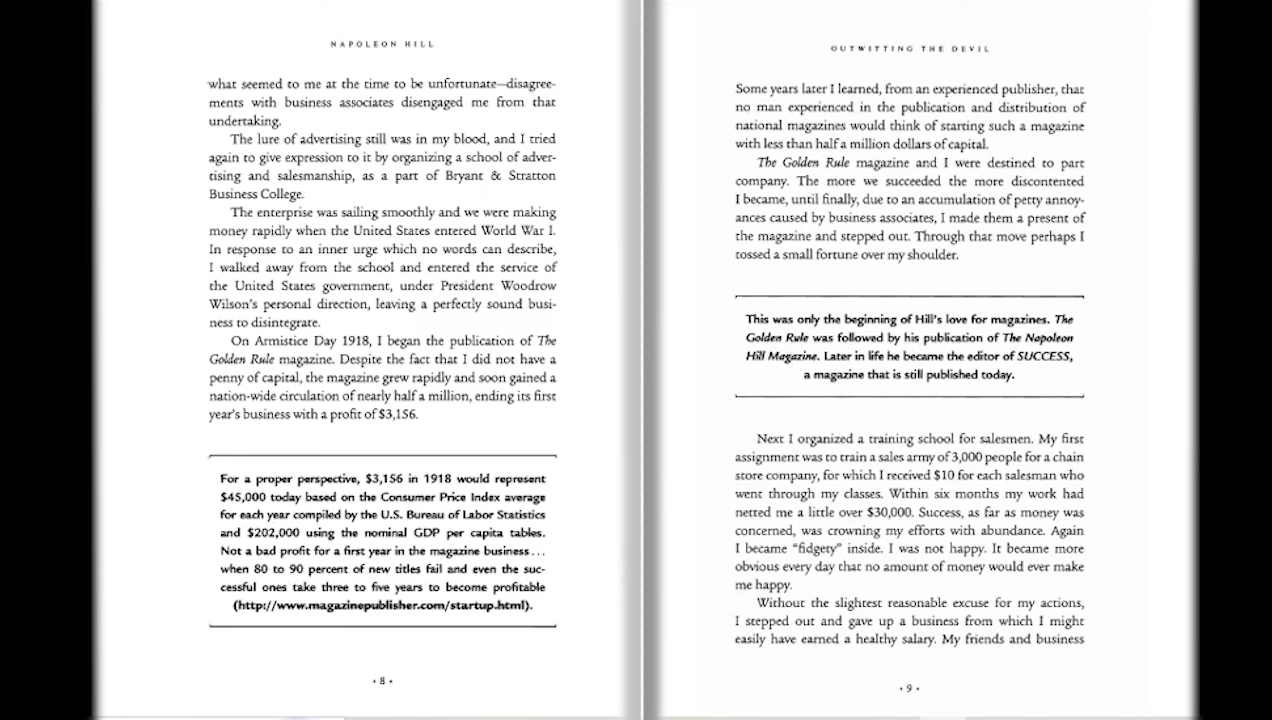 NAPOLEON HILL
what seemed to me at the time to be unfortunate—disagree-
ments with business associates disengaged me from that
undertaking.
The lure of advertising still was in my blood, and I tried
again to give expression to it by organizing a school of adver-
tising and salesmanship, as a part of Bryant & Stratton
Business College.
The enterprise was sailing smoothly and we were making
money rapidly when the United States entered World War I.
In response to an inner urge which no words can describe,
I walked away from the school and entered the service of
the United States government, under President Woodrow
Wilson's personal direction, leaving a perfectly sound busi-
ness to disintegrate.
On Armistice Day 1918, I began the publication of The
Golden Rule magazine. Despite the fact that I did not have a
penny of capital, the magazine grew rapidly and soon gained a
nation-wide circulation of nearly half a million, ending its first
year's business with a profit of $3,156.
For a proper perspective, $3,156 in 1918 would represent
$45,000 today based on the Consumer Price Index average
for each year compiled by the U.S. Bureau of Labor Statistics
and $202,000 using the nominal GDP per capita tables.
Not a bad profit for a first year in the magazine business...
when 80 to 90 percent of new titles fail and even the suc-
cessful ones take three to five years to become profitable
(http://www.magazinepublisher.com/startup.html).
• 8 •
OUTWITTING THE DEVIL
Some years later I learned, from an experienced publisher, that
no man experienced in the publication and distribution of
national magazines would think of starting such a magazine
with less than half a million dollars of capital.
The Golden Rule magazine and I were destined to part
company. The more we succeeded the more discontented
I became, until finally, due to an accumulation of petty annoy-
ances caused by business associates, I made them a present of
the magazine and stepped out. Through that move perhaps I
tossed a small fortune over my shoulder.
This was only the beginning of Hill's love for magazines. The
Golden Rule was followed by his publication of The Napoleon
Hill Magazine. Later in life he became the editor of SUCCESS,
a magazine that is still published today.
Next I organized a training school for salesmen. My first
assignment was to train a sales army of 3,000 people for a chain
store company, for which I received $10 for each salesman who
went through my classes. Within six months my work had
netted me a little over $30,000. Success, as far as money was
concerned, was crowning my efforts with abundance. Again
I became "fidgety" inside. I was not happy. It became more
obvious every day that no amount of money would ever make
me happy.
Without the slightest reasonable excuse for my actions,
I stepped out and gave up a business from which I might
easily have earned a healthy salary. My friends and business
• 9 •